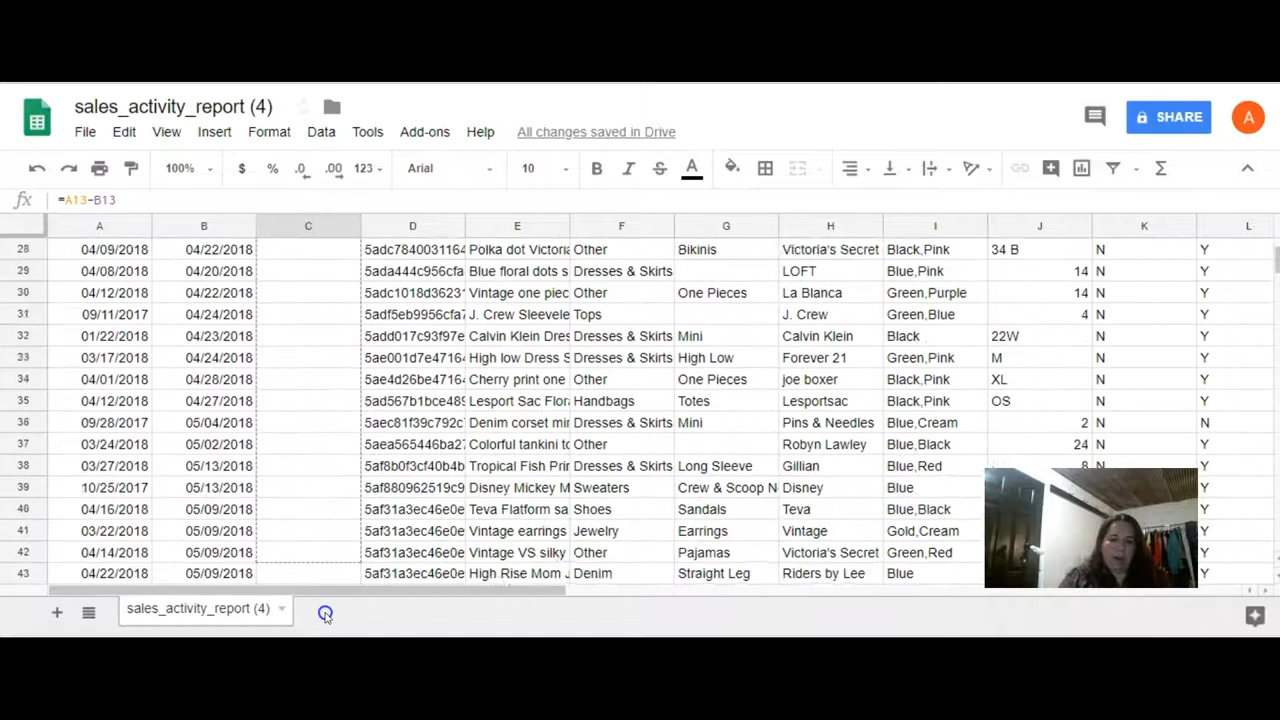 sales_activity_report (4)
File Edit View Insert Format Data Tools Add-ons Help All changes saved in Drive
SHARE
A
100% $ % .0 .00 123 Arial 10 B I S A Σ
fx =A13-B13
A B C D E F G H I J K L
28 04/09/2018 04/22/2018 5adc7840031164 Polka dot Victoria Other Bikinis Victoria's Secret Black,Pink 34 B N Y
29 04/08/2018 04/20/2018 5ada444c956cfa Blue floral dots s Dresses & Skirts LOFT Blue,Pink 14 N Y
30 04/12/2018 04/22/2018 5adc1018d3623 Vintage one piec Other One Pieces La Blanca Green,Purple 14 N Y
31 09/11/2017 04/24/2018 5adf5eb9956cfa7 J. Crew Sleevele Tops J. Crew Green,Blue 4 N Y
32 01/22/2018 04/23/2018 5add017c93f97e Calvin Klein Dres Dresses & Skirts Mini Calvin Klein Black 22W N Y
33 03/17/2018 04/24/2018 5ae001d7e47164 High low Dress S Dresses & Skirts High Low Forever 21 Green,Pink M N Y
34 04/01/2018 04/28/2018 5ae4d26be47164 Cherry print one Other One Pieces joe boxer Black,Pink XL N Y
35 04/12/2018 04/27/2018 5ad567b1bce489 Lesport Sac Flora Handbags Totes Lesportsac Black,Pink OS N Y
36 09/28/2017 05/04/2018 5aec81f39c792c Denim corset min Dresses & Skirts Mini Pins & Needles Blue,Cream 2 N N
37 03/24/2018 05/02/2018 5aea565446ba27 Colorful tankini to Other Robyn Lawley Blue,Black 24 N Y
38 03/27/2018 05/13/2018 5af8b0f3cf40b4b Tropical Fish Prin Dresses & Skirts Long Sleeve Gillian Blue,Red 8 N Y
39 10/25/2017 05/13/2018 5af880962519c9 Disney Mickey M Sweaters Crew & Scoop N Disney Blue Y
40 04/16/2018 05/09/2018 5af31a3ec46e0e Teva Flatform sa Shoes Sandals Teva Blue,Black Y
41 03/22/2018 05/09/2018 5af31a3ec46e0e Vintage earrings Jewelry Earrings Vintage Gold,Cream Y
42 04/14/2018 05/09/2018 5af31a3ec46e0e Vintage VS silky Other Pajamas Victoria's Secret Green,Red Y
43 04/22/2018 05/09/2018 5af31a3ec46e0e High Rise Mom J Denim Straight Leg Riders by Lee Blue Y
sales_activity_report (4)